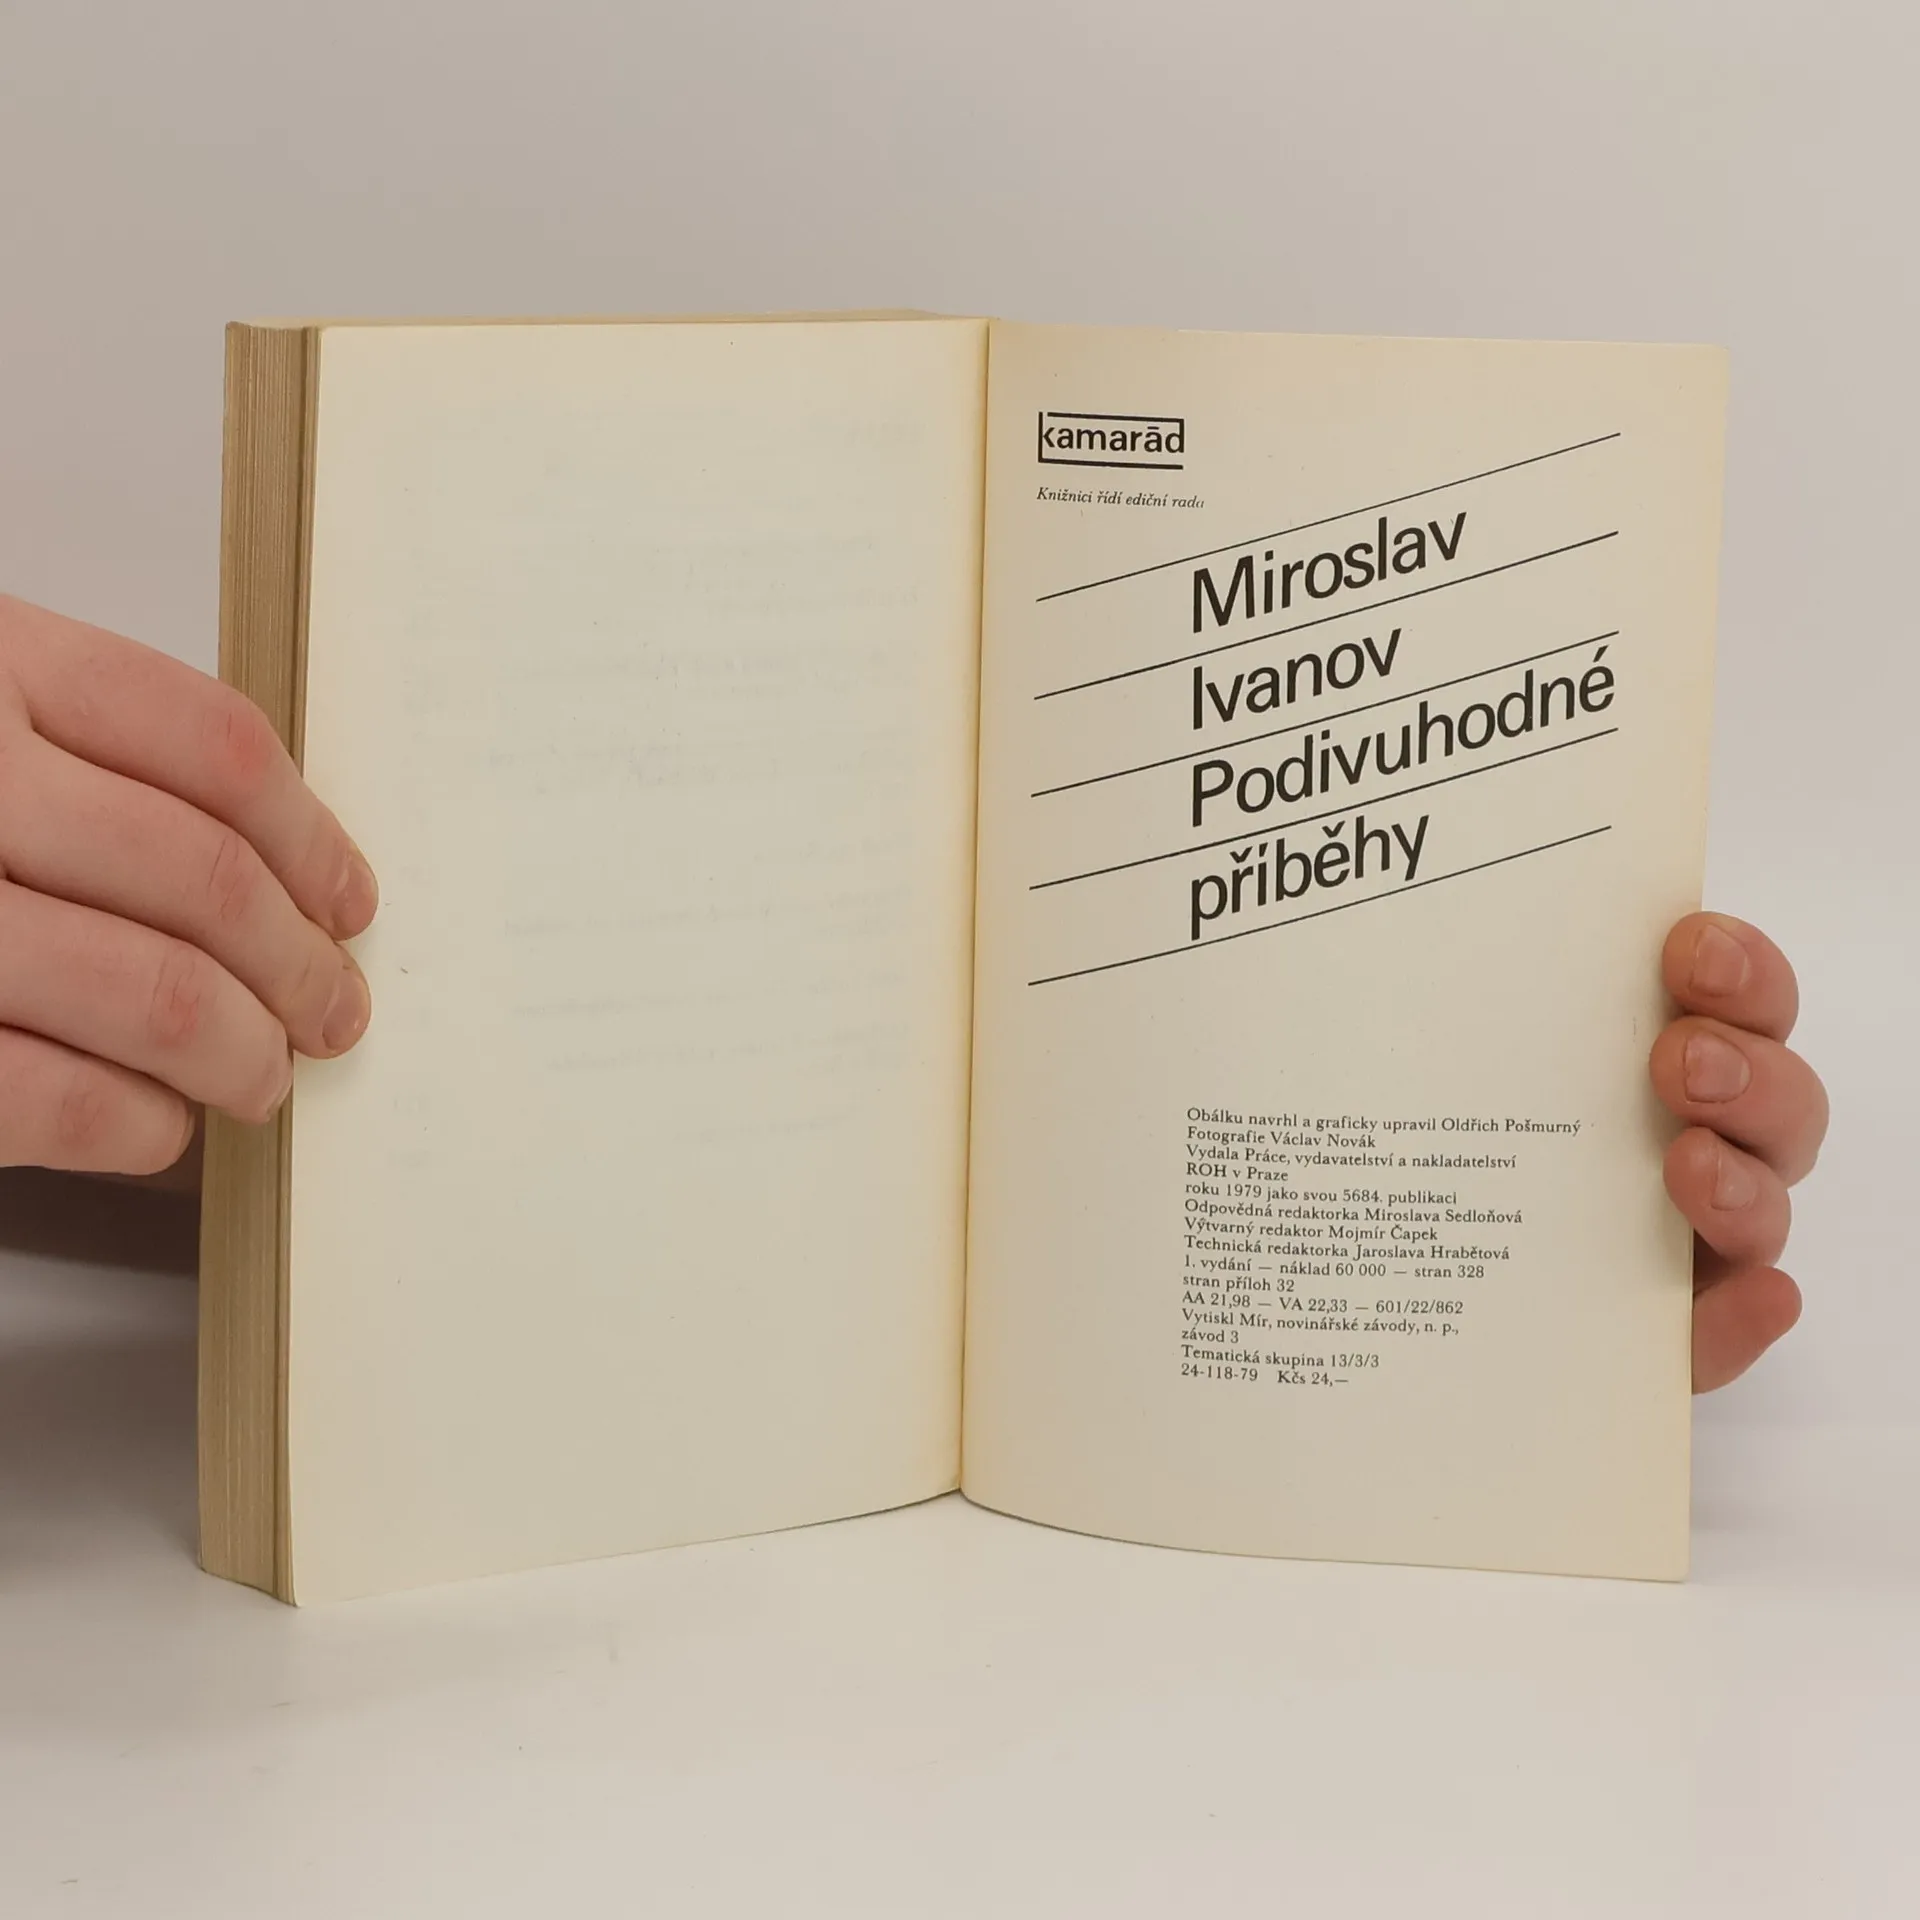 kamarād
Knižnici řídí ediční rada
Miroslav
Ivanov
Podivuhodné
příběhy
Obálku navrhl a graficky upravil Oldřich Pošmurný
Fotografie Václav Novák
Vydala Práce, vydavatelství a nakladatelství
ROH v Praze
roku 1979 jako svou 5684. publikaci
Odpovědná redaktorka Miroslava Sedloňová
Výtvarný redaktor Mojmír Čapek
Technická redaktorka Jaroslava Hrabětová
1. vydání — náklad 60 000 — stran 328
stran příloh 32
AA 21,98 — VA 22,33 — 601/22/862
Vytiskl Mír, novinářské závody, n. p.,
závod 3
Tematická skupina 13/3/3
24-118-79 Kčs 24,—